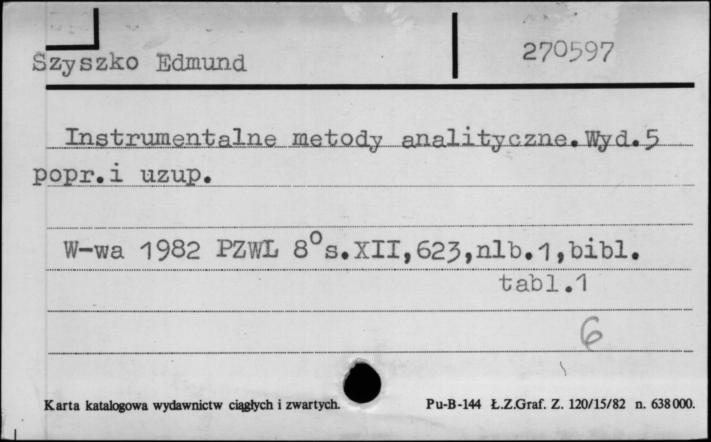 Szyszko Edmund 270597
Instrumentalne metody analityczne.Wyd.5
popr.i uzup.
W-wa 1982 PZWL 8° s.XII,623,nlb.1,bibl.
tabl.1
6
Karta katalogowa wydawnictw ciągłych i zwartych. Pu-B-144 Ł.Z.Graf. Z. 120/15/82 n. 638000.